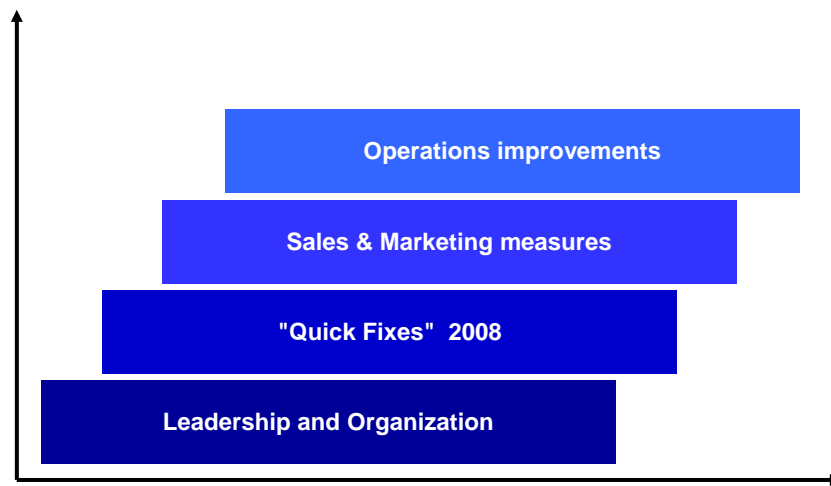 Operations improvements
Sales & Marketing measures
"Quick Fixes"  2008
Leadership and Organization